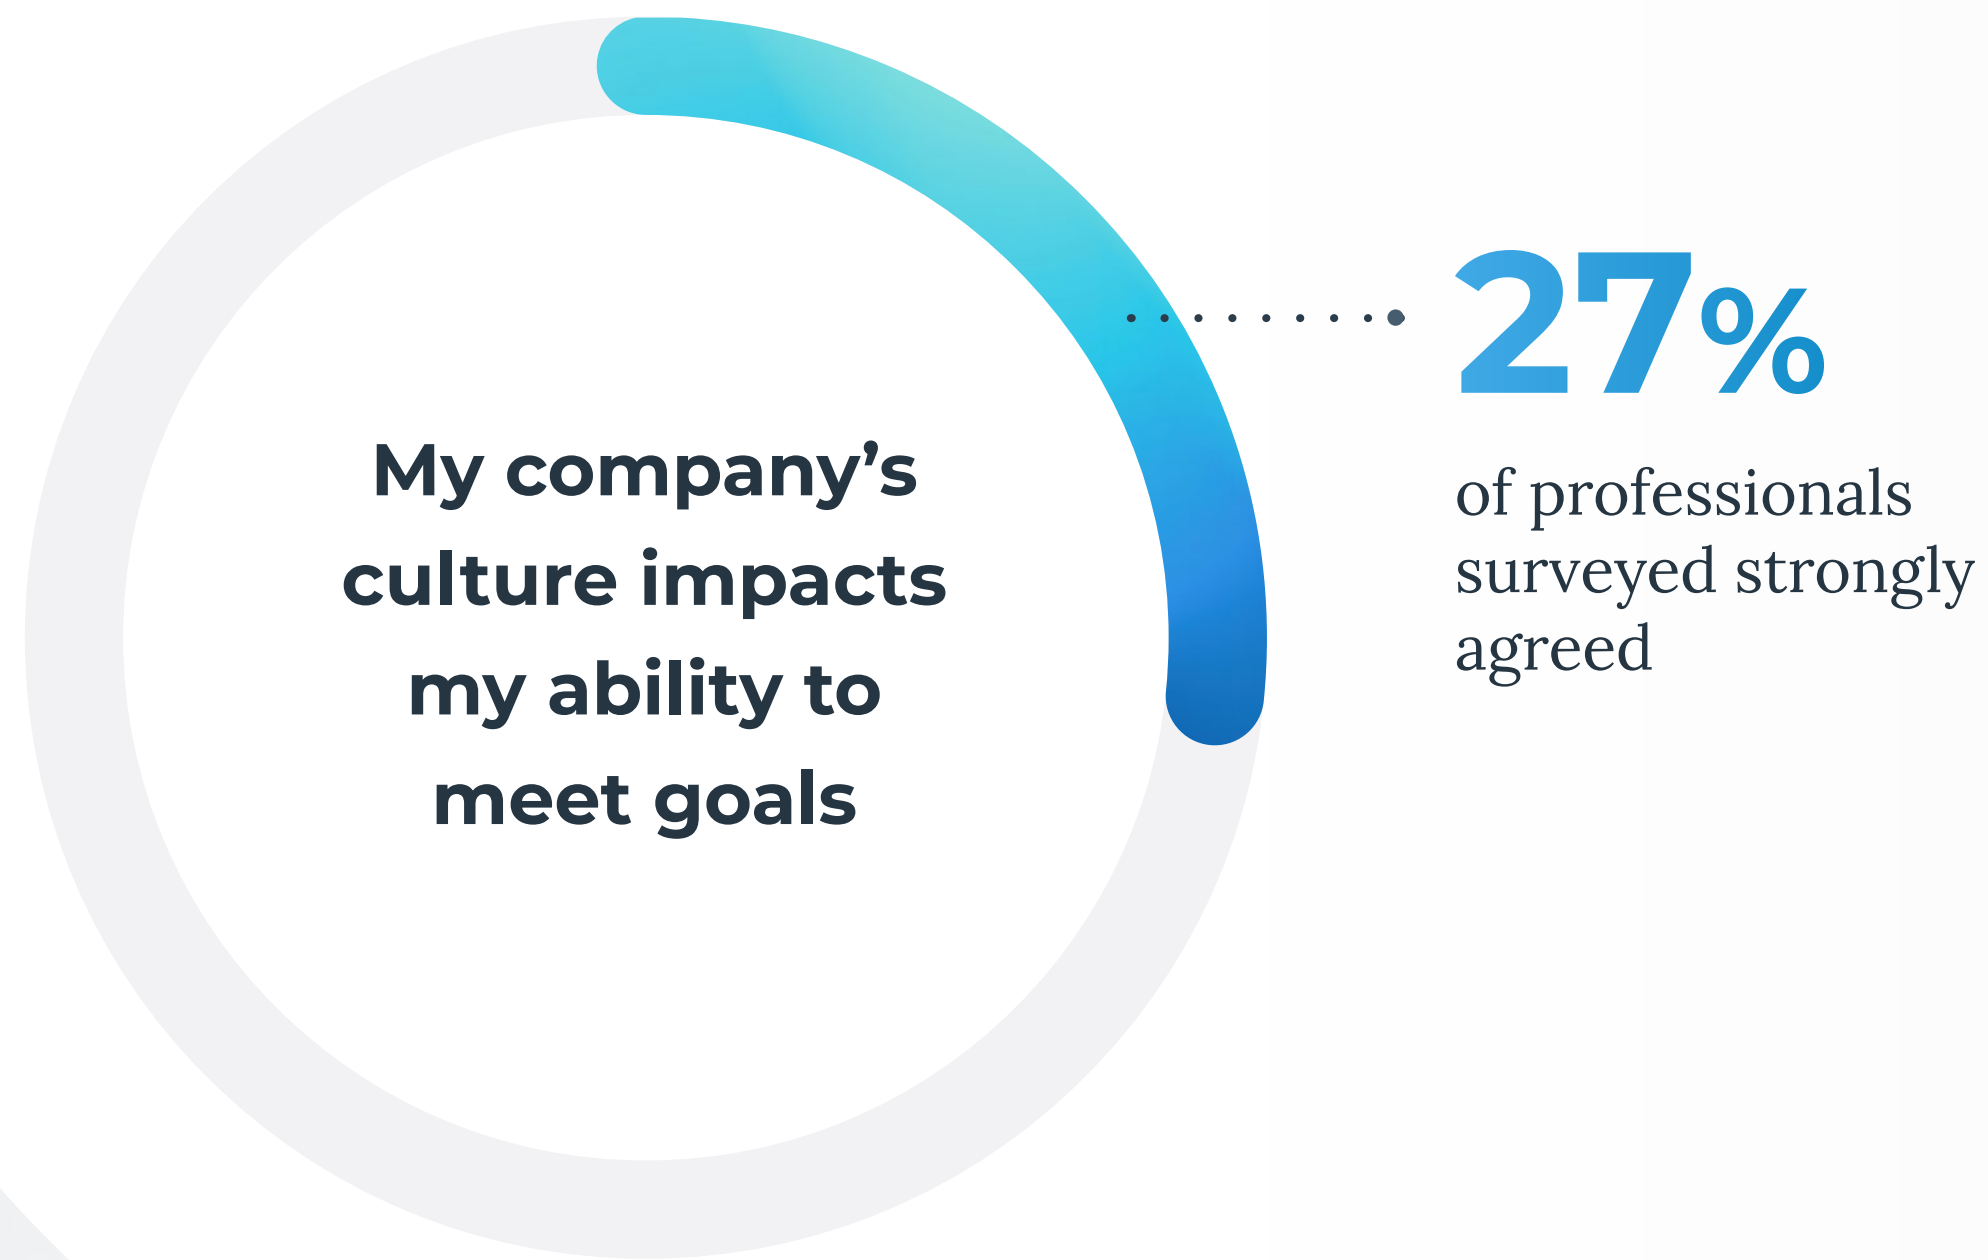 My company’s
culture impacts
my ability to
meet goals
27%
of professionals
surveyed strongly
agreed